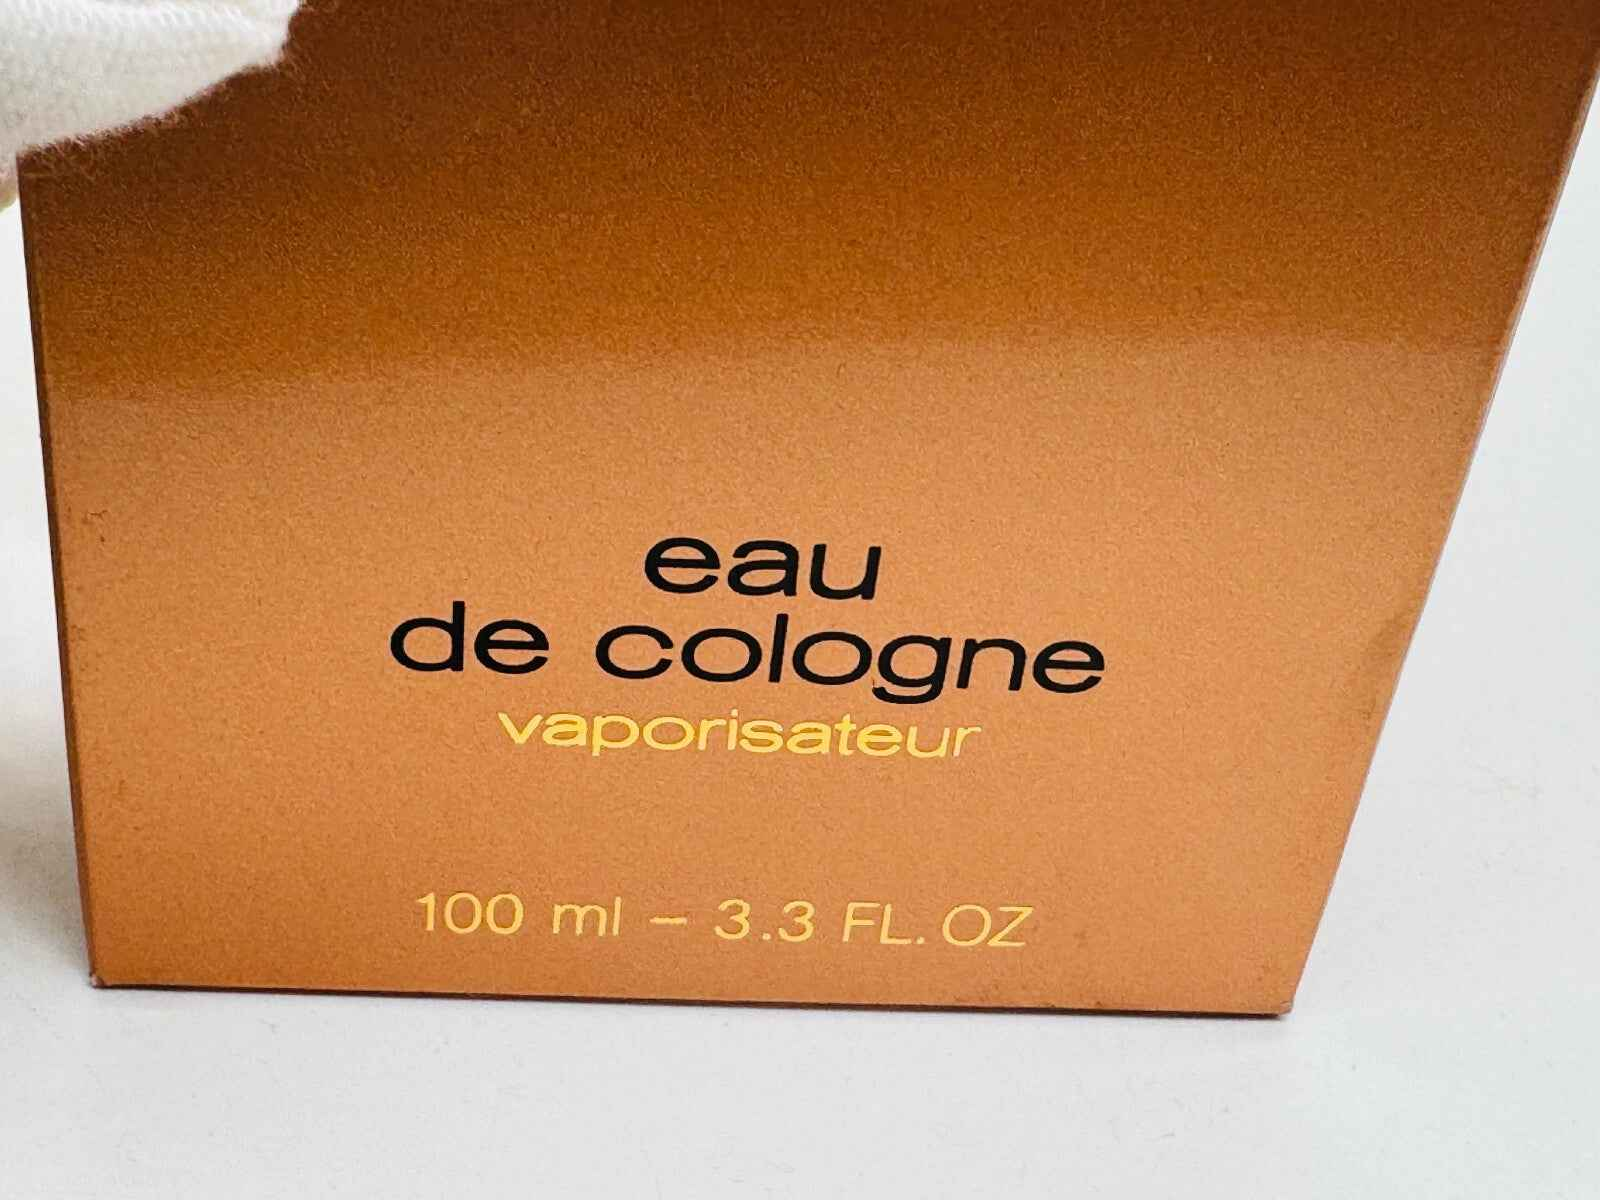 eau
de cologne
vaporisateur
100 ml – 3.3 FL. OZ